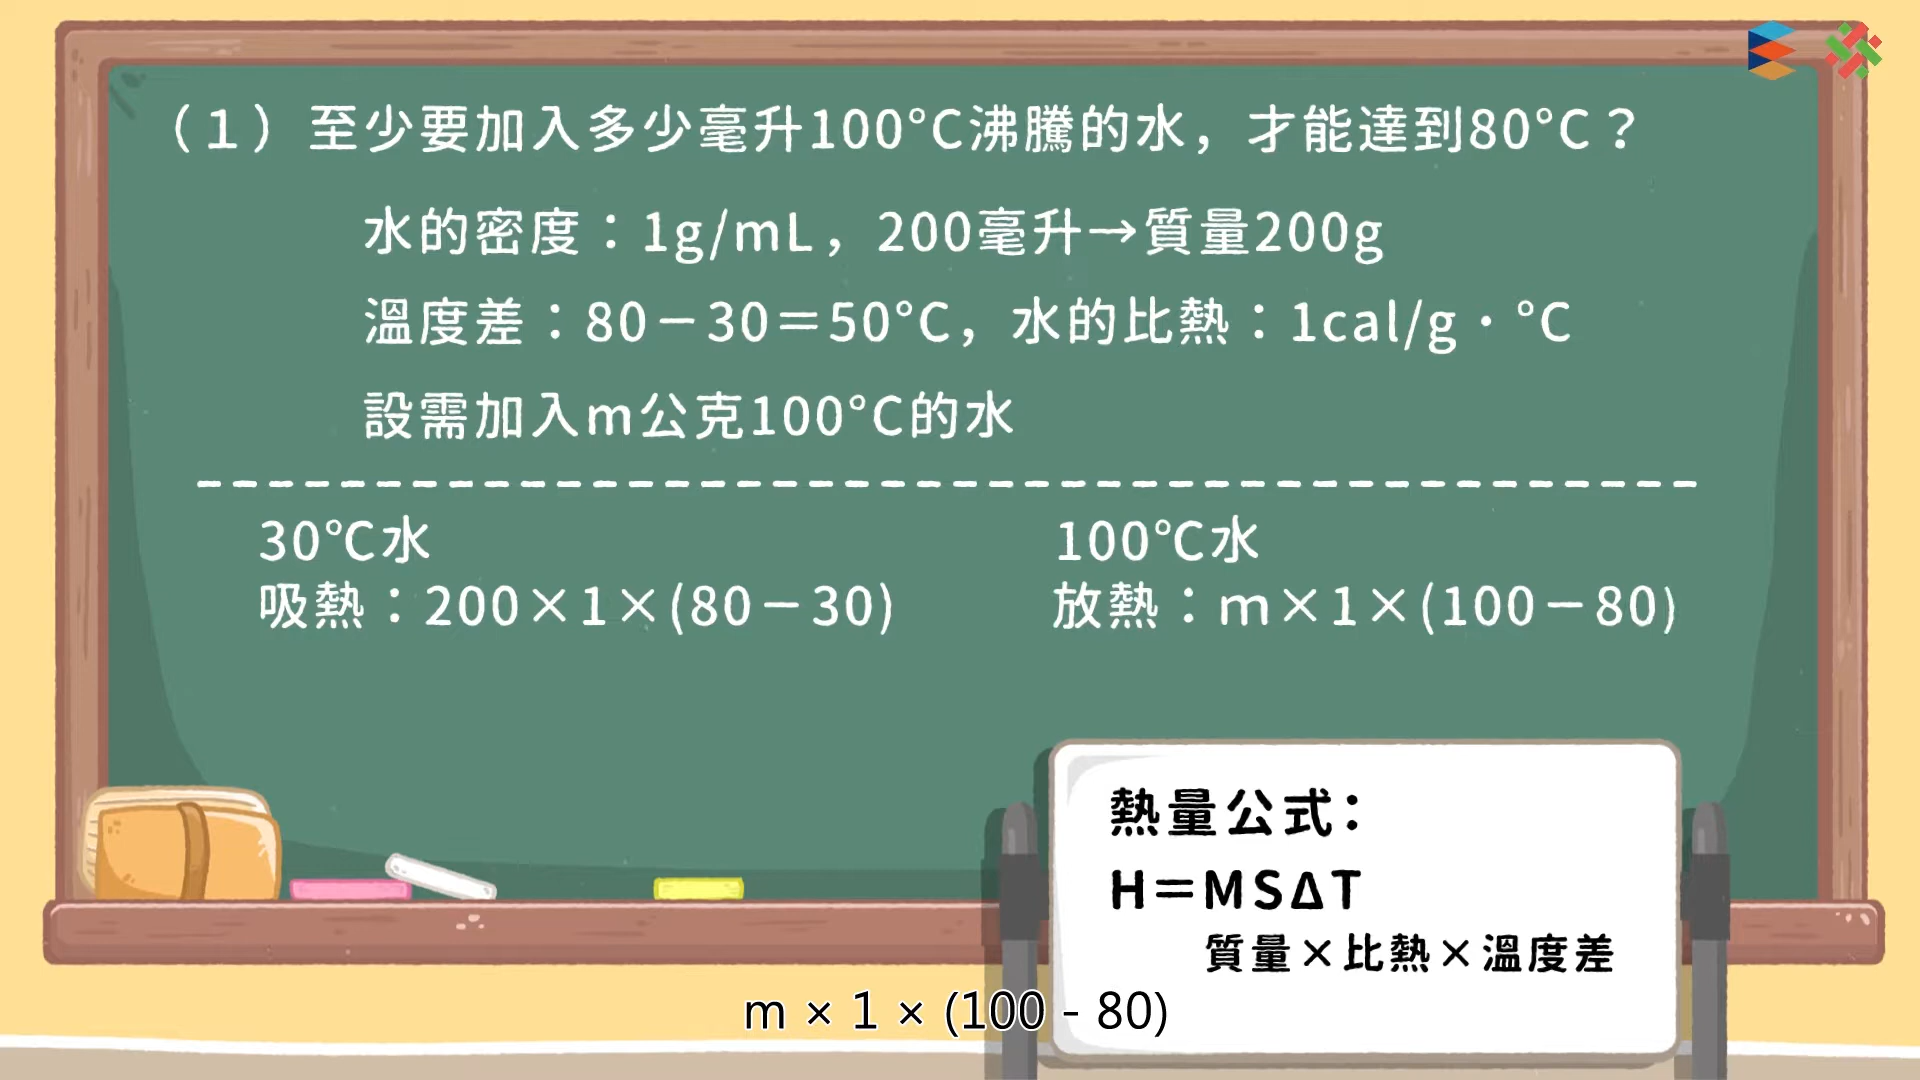 （1）至少要加入多少毫升100°C沸騰的水，才能達到80°C？
水的密度：1g/mL，200毫升→質量200g
溫度差：80－30＝50°C，水的比熱：1cal/g・°C
設需加入m公克100°C的水
30℃水
吸熱：200×1×(80－30)
100℃水
放熱：m×1×(100－80)
熱量公式：
H＝MSΔT
質量×比熱×溫度差
m × 1 × (100 - 80)